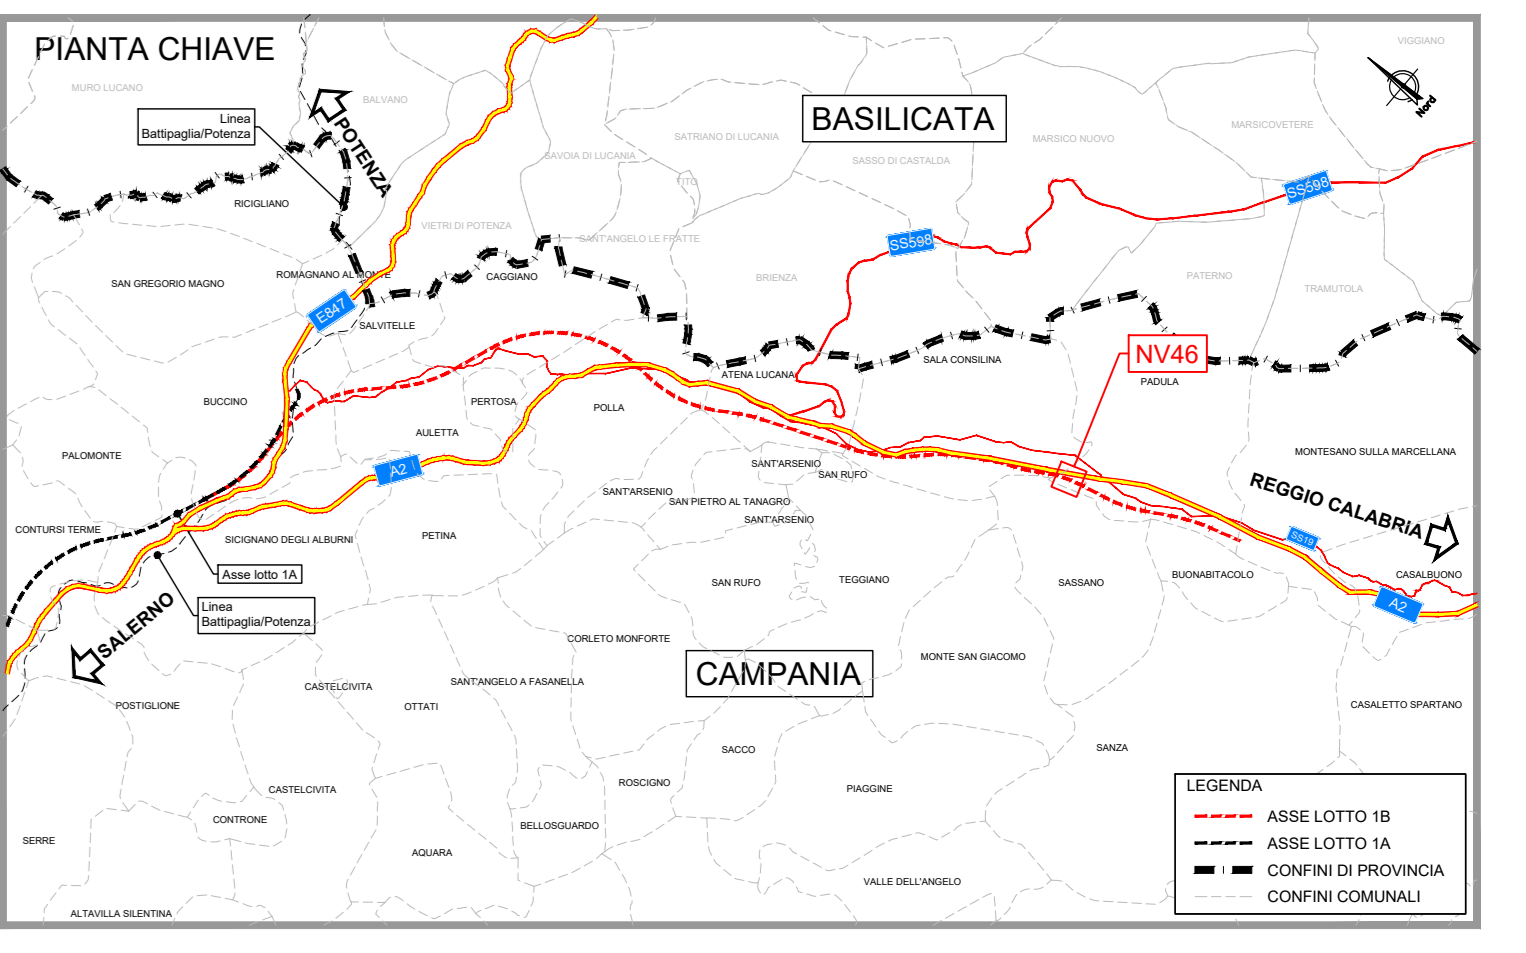 PIANTA CHIAVE
VIGGIANO
MURO LUCANO
BALVANO
Nord
Linea
Battipaglia/Potenza
POTENZA
BASILICATA
SATRIANO DI LUCANIA
MARSICO NUOVO
MARSICOVETERE
SAVOIA DI LUCANIA
SASSO DI CASTALDA
TITO
SS598
RICIGLIANO
VIETRI DI POTENZA
SANT'ANGELO LE FRATTE
SS598
ROMAGNANO AL MONTE
CAGGIANO
BRIENZA
PATERNO
SAN GREGORIO MAGNO
TRAMUTOLA
E847
SALVITELLE
NV46
SALA CONSILINA
ATENA LUCANA
PADULA
BUCCINO
PERTOSA
POLLA
AULETTA
PALOMONTE
MONTESANO SULLA MARCELLANA
A2
SANT'ARSENIO
SAN RUFO
SANT'ARSENIO
SAN PIETRO AL TANAGRO
SANT'ARSENIO
REGGIO CALABRiA
CONTURSI TERME
SICIGNANO DEGLI ALBURNI
PETINA
SS19
Asse lotto 1A
SAN RUFO
TEGGIANO
SASSANO
BUONABITACOLO
CASALBUONO
A2
Linea
Battipaglia/Potenza
SALERNO
CORLETO MONFORTE
MONTE SAN GIACOMO
CAMPANIA
CASTELCIVITA
SANT'ANGELO A FASANELLA
POSTIGLIONE
OTTATI
CASALETTO SPARTANO
SACCO
SANZA
ROSCIGNO
PIAGGINE
CASTELCIVITA
CONTRONE
BELLOSGUARDO
SERRE
AQUARA
VALLE DELL'ANGELO
ALTAVILLA SILENTINA
LEGENDA
ASSE LOTTO 1B
ASSE LOTTO 1A
CONFINI DI PROVINCIA
CONFINI COMUNALI